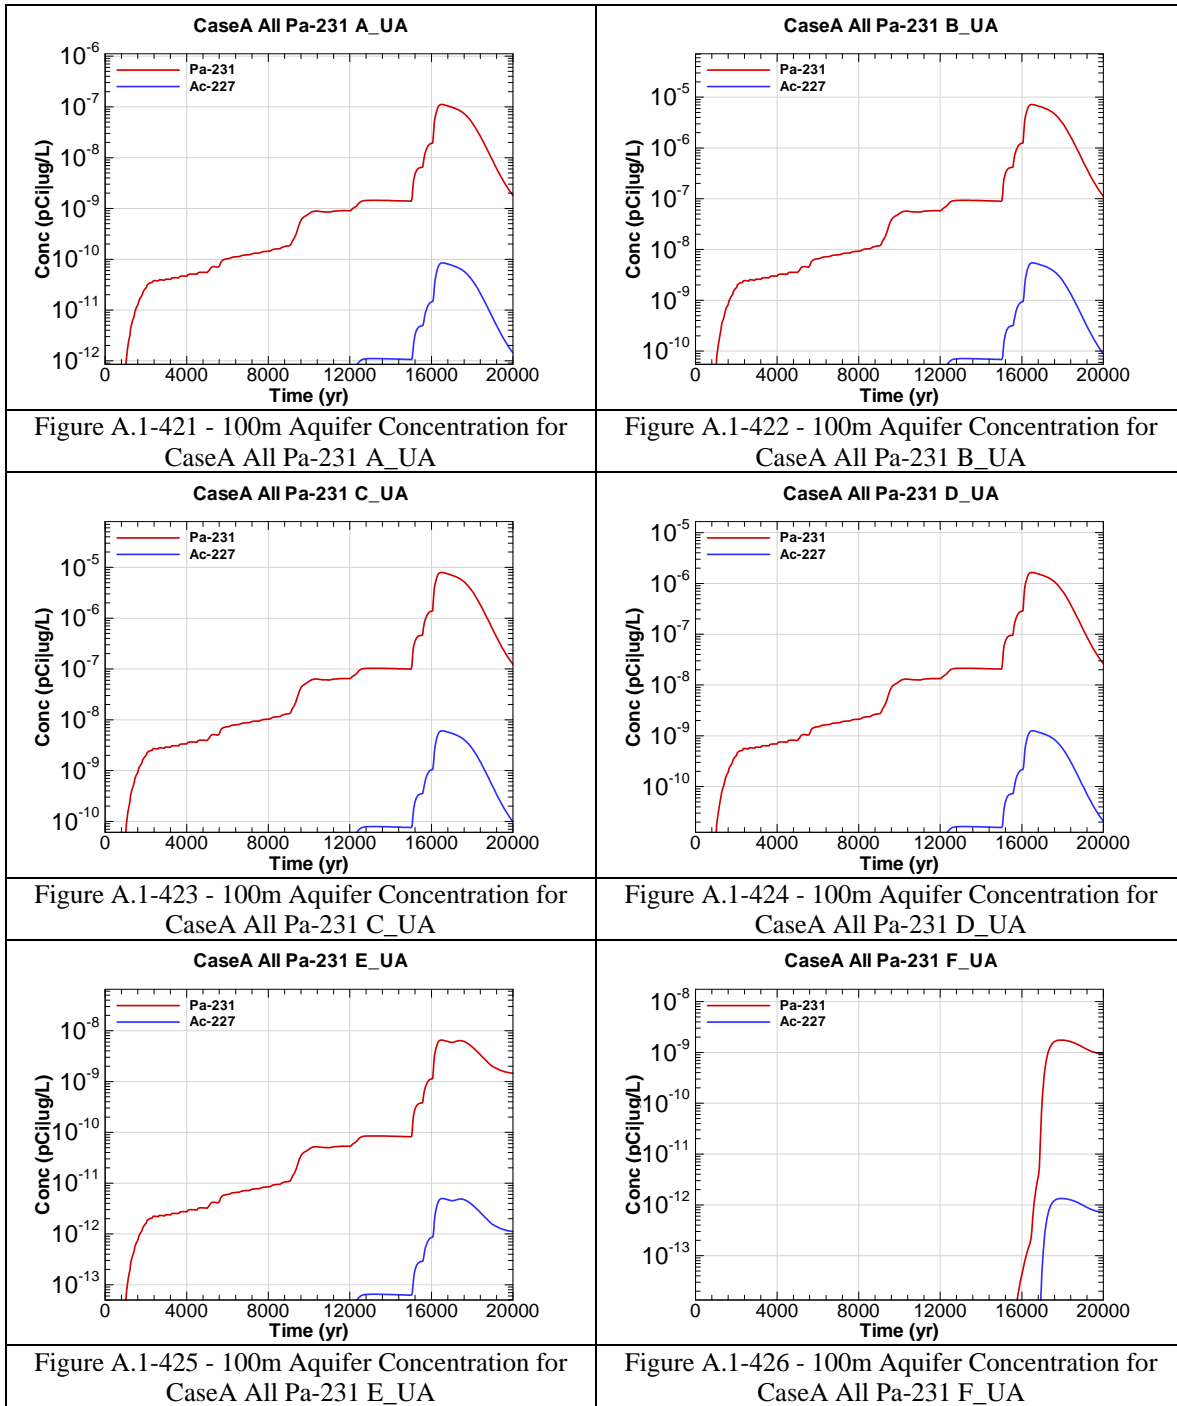 CaseA All Pa-231 A_UA
Pa-231
Ac-227
Conc (pCi|ug/L)
10-6
10-7
10-8
10-9
10-10
10-11
10-12
0 4000 8000 12000 16000 20000
Time (yr)
Figure A.1-421 - 100m Aquifer Concentration for
CaseA All Pa-231 A_UA
CaseA All Pa-231 B_UA
Pa-231
Ac-227
Conc (pCi|ug/L)
10-5
10-6
10-7
10-8
10-9
10-10
0 4000 8000 12000 16000 20000
Time (yr)
Figure A.1-422 - 100m Aquifer Concentration for
CaseA All Pa-231 B_UA
CaseA All Pa-231 C_UA
Pa-231
Ac-227
Conc (pCi|ug/L)
10-5
10-6
10-7
10-8
10-9
10-10
0 4000 8000 12000 16000 20000
Time (yr)
Figure A.1-423 - 100m Aquifer Concentration for
CaseA All Pa-231 C_UA
CaseA All Pa-231 D_UA
Pa-231
Ac-227
Conc (pCi|ug/L)
10-5
10-6
10-7
10-8
10-9
10-10
0 4000 8000 12000 16000 20000
Time (yr)
Figure A.1-424 - 100m Aquifer Concentration for
CaseA All Pa-231 D_UA
CaseA All Pa-231 E_UA
Pa-231
Ac-227
Conc (pCi|ug/L)
10-8
10-9
10-10
10-11
10-12
10-13
0 4000 8000 12000 16000 20000
Time (yr)
Figure A.1-425 - 100m Aquifer Concentration for
CaseA All Pa-231 E_UA
CaseA All Pa-231 F_UA
Pa-231
Ac-227
Conc (pCi|ug/L)
10-8
10-9
10-10
10-11
10-12
10-13
0 4000 8000 12000 16000 20000
Time (yr)
Figure A.1-426 - 100m Aquifer Concentration for
CaseA All Pa-231 F_UA